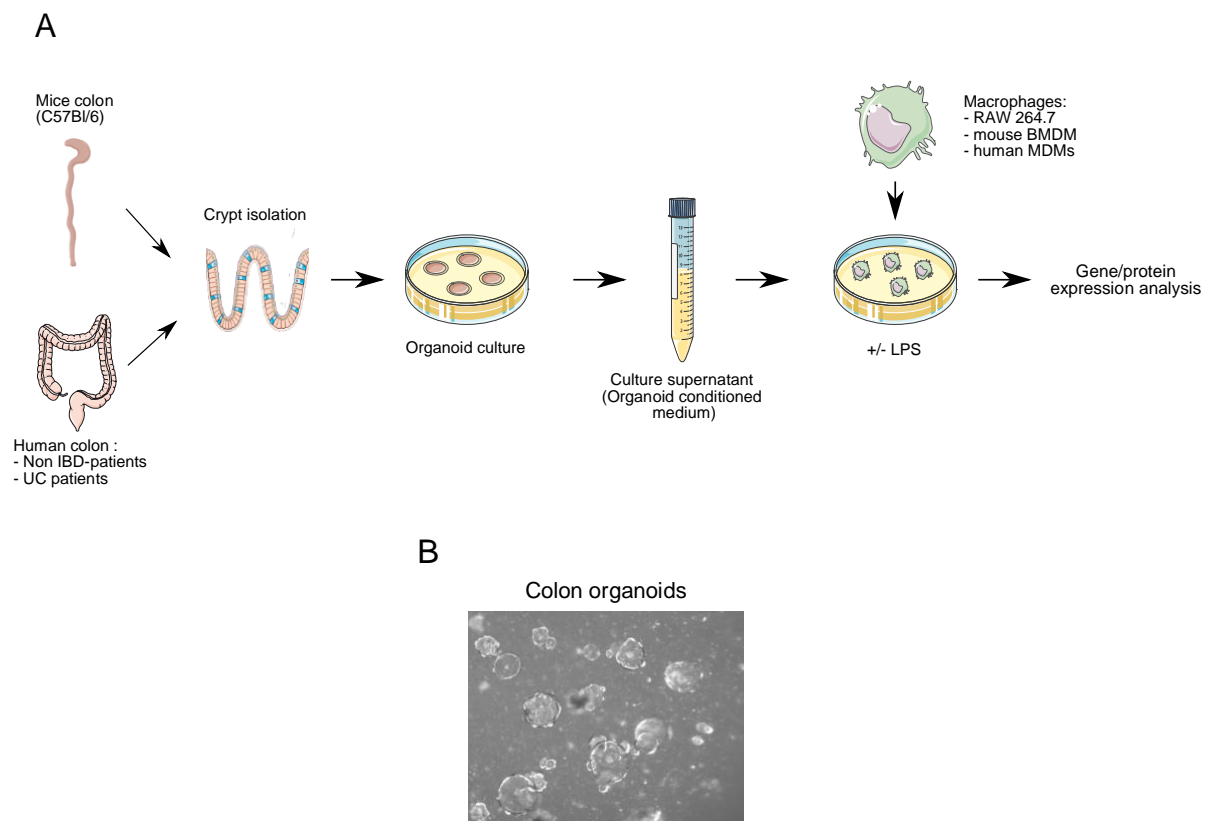 A
Mice colon
(C57Bl/6)
Macrophages:
- RAW 264.7
- mouse BMDM
- human MDMs
Crypt isolation
Gene/protein
expression analysis
Organoid culture
+/- LPS
Culture supernatant
(Organoid conditioned
medium)
Human colon :
- Non IBD-patients
- UC patients
B
Colon organoids